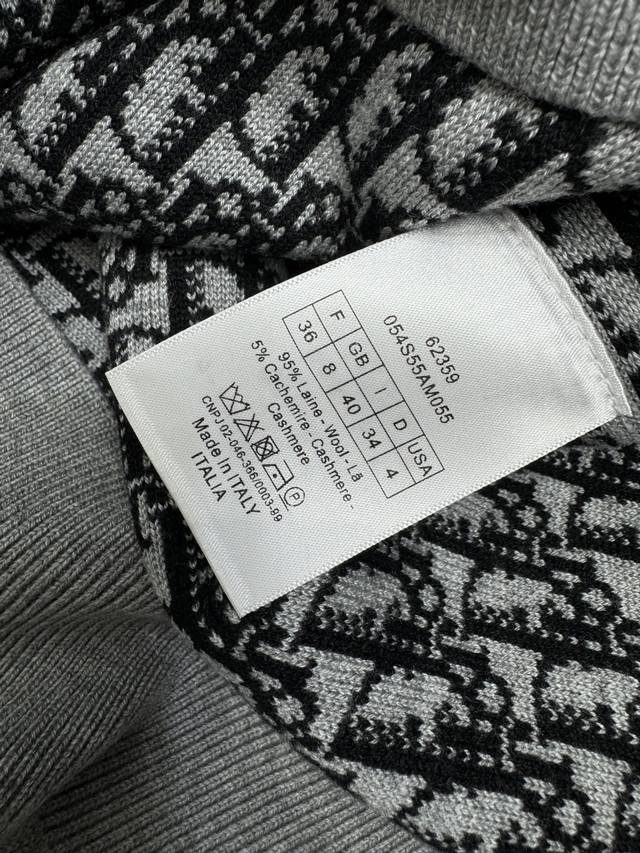 62359
054S55AM055
F GB I D USA
36 8 40 34 4
95% Laine - Wool - Lã
5% Cachemire - Cashmere -
Cashmere
P
CNPJ 02-046-366/0003-89
Made In ITALY
ITALIA